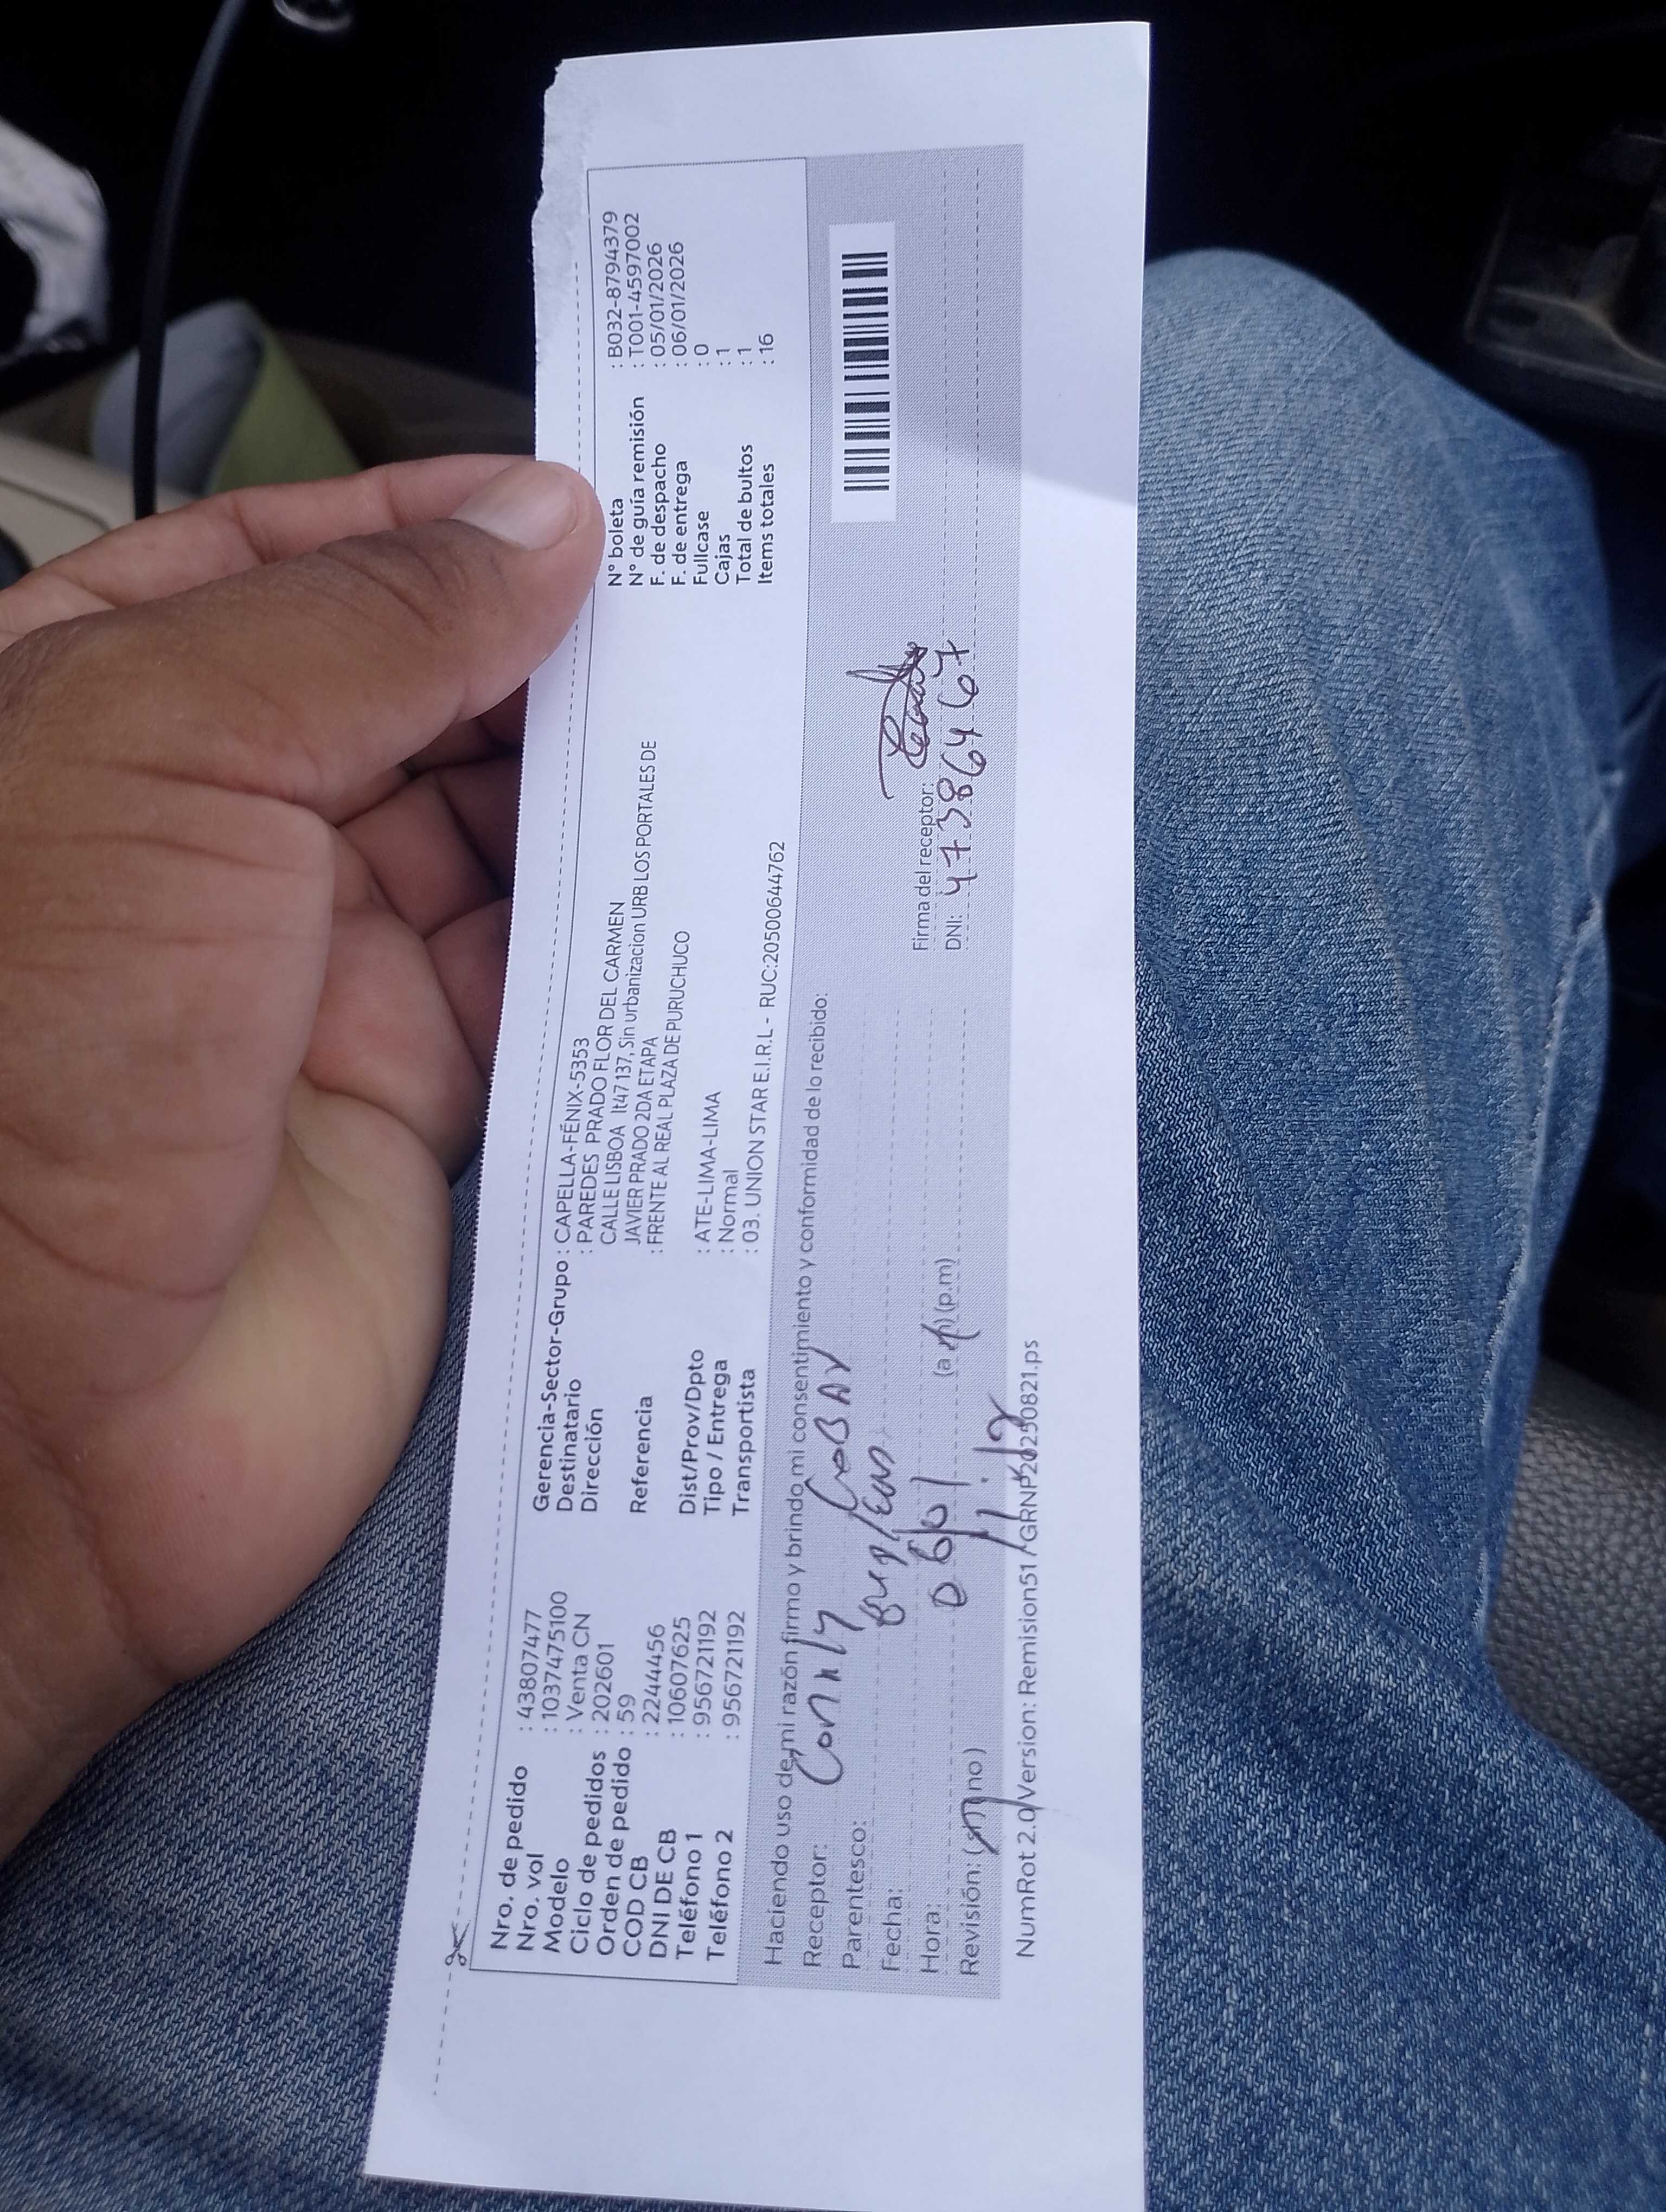 Nro. de pedido : 43807477
Nro. vol : 1037475100
Modelo : Venta CN
Ciclo de pedidos : 202601
Orden de pedido : 59
COD CB : 2244456
DNI DE CB : 10607625
Teléfono 1 : 956721192
Teléfono 2 : 956721192
Gerencia-Sector-Grupo : CAPELLA-FÉNIX-5353
Destinatario : PAREDES PRADO FLOR DEL CARMEN
Dirección CALLE LISBOA lt47 137, Sin urbanizacion URB LOS PORTALES DE
JAVIER PRADO 2DA ETAPA
Referencia : FRENTE AL REAL PLAZA DE PURUCHUCO
Dist/Prov/Dpto : ATE-LIMA-LIMA
Tipo / Entrega : Normal
Transportista : 03. UNION STAR E.I.R.L - RUC:20500644762
N° boleta : B032-8794379
N° de guía remisión : T001-4597002
F. de despacho : 05/01/2026
F. de entrega : 06/01/2026
Fullcase : 0
Cajas : 1
Total de bultos : 1
Items totales : 16
Haciendo uso de mi razón firmo y brindo mi consentimiento y conformidad de lo recibido:
Receptor:
Parentesco:
Fecha: 06/01
Hora: (a.m) (p.m)
Revisión: (si) no)
Firma del receptor:
DNI: 47386467
NumRot 2.0 Version: Remision51 / GRNP20250821.ps